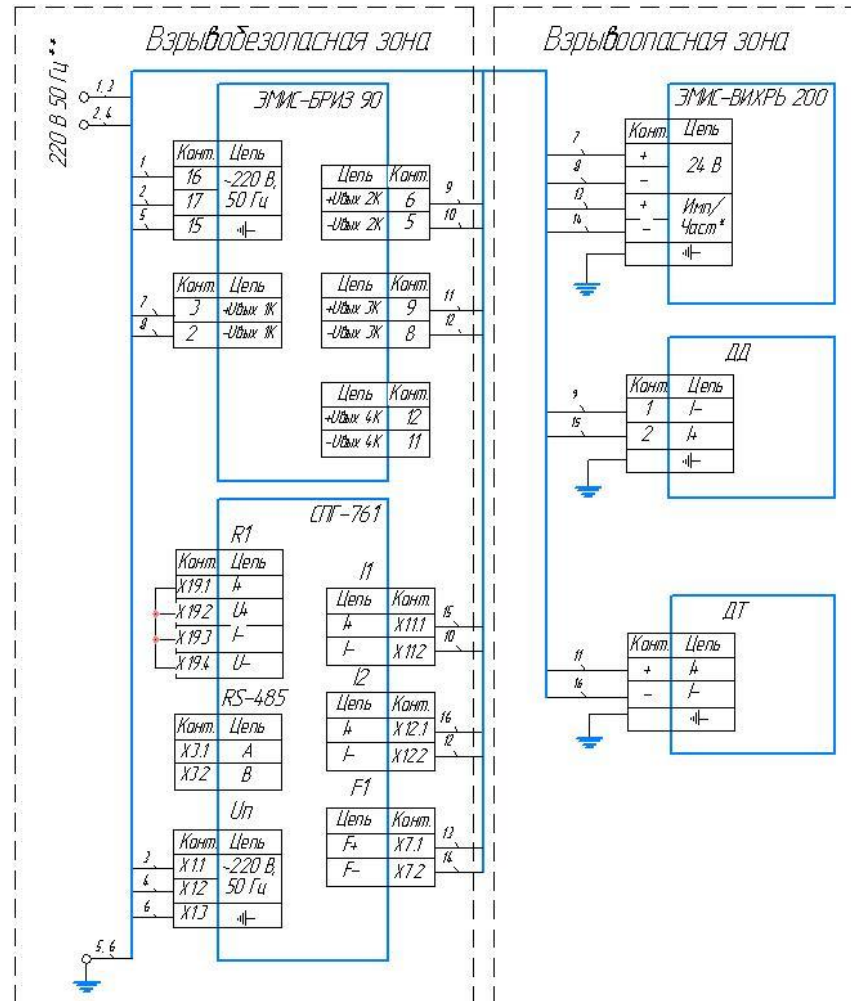 Взрывобезопасная зона
Взрывоопасная зона
220 В 50 Гц**
1, 3
2, 4
ЭМИС-БРИЗ 90
Конт. Цепь
1 16 ~220 В,
2 17 50 Гц
5 15
Цепь Конт.
+Uвых 2К 6 9
-Uвых 2К 5 10
Конт. Цепь
7 3 +Uвых 1К
8 2 -Uвых 1К
Цепь Конт.
+Uвых 3К 9 11
-Uвых 3К 8 12
Цепь Конт.
+Uвых 4К 12
-Uвых 4К 11
СПГ-761
R1
Конт. Цепь
X19.1 I+
X19.2 U+
X19.3 I-
X19.4 U-
I1
Цепь Конт.
I+ X11.1 15
I- X11.2 10
RS-485
Конт. Цепь
X3.1 A
X3.2 B
I2
Цепь Конт.
I+ X12.1 16
I- X12.2 12
Uп
Конт. Цепь
3 X1.1 ~220 В,
4 X1.2 50 Гц
6 X1.3
F1
Цепь Конт.
F+ X7.1 13
F- X7.2 14
5, 6
ЭМИС-ВИХРЬ 200
Конт. Цепь
7 + 24 В
8 -
13 + Имп/
14 - Част*
ДД
Конт. Цепь
9 1 I-
15 2 I+
ДТ
Конт. Цепь
11 + I+
16 - I-